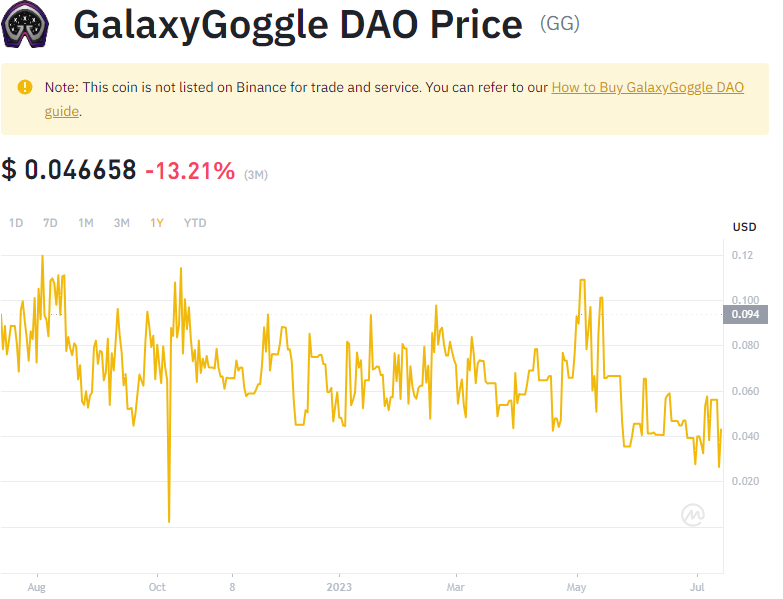 GalaxyGoggle DAO Price (GG)
Note: This coin is not listed on Binance for trade and service. You can refer to our How to Buy GalaxyGoggle DAO
guide.
$ 0.046658 -13.21% (3M)
1D 7D 1M 3M 1Y YTD
USD
0.12
0.100
0.094
0.080
0.060
0.040
0.020
Aug Oct 8 2023 Mar May Jul